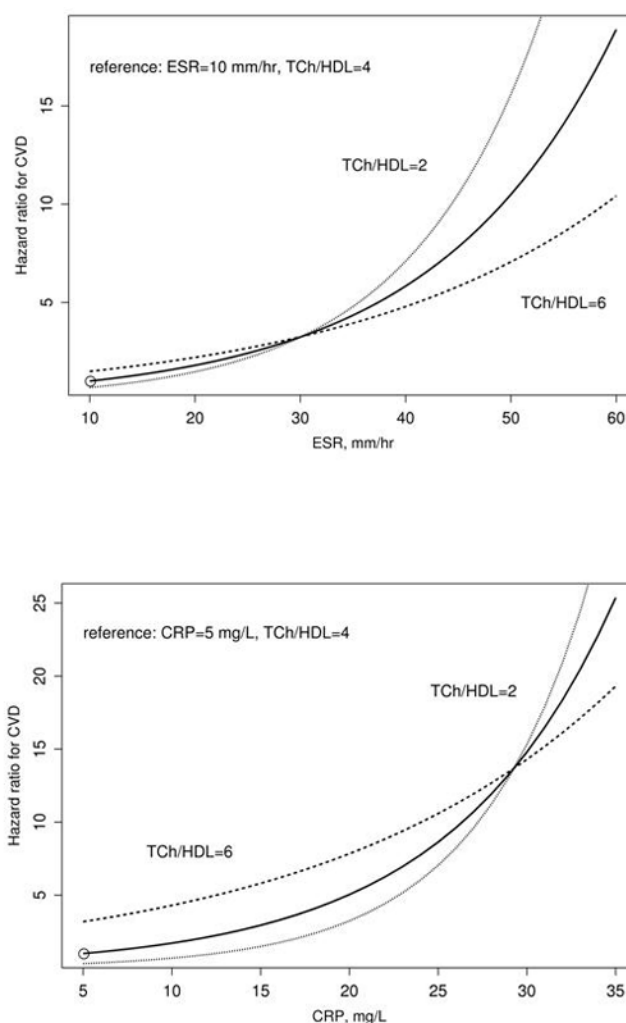 reference: ESR=10 mm/hr, TCh/HDL=4
15
Hazard ratio for CVD
TCh/HDL=2
10
5
TCh/HDL=6
10 20 30 40 50 60
ESR, mm/hr
25
reference: CRP=5 mg/L, TCh/HDL=4
20
TCh/HDL=2
Hazard ratio for CVD
15
10
TCh/HDL=6
5
5 10 15 20 25 30 35
CRP, mg/L